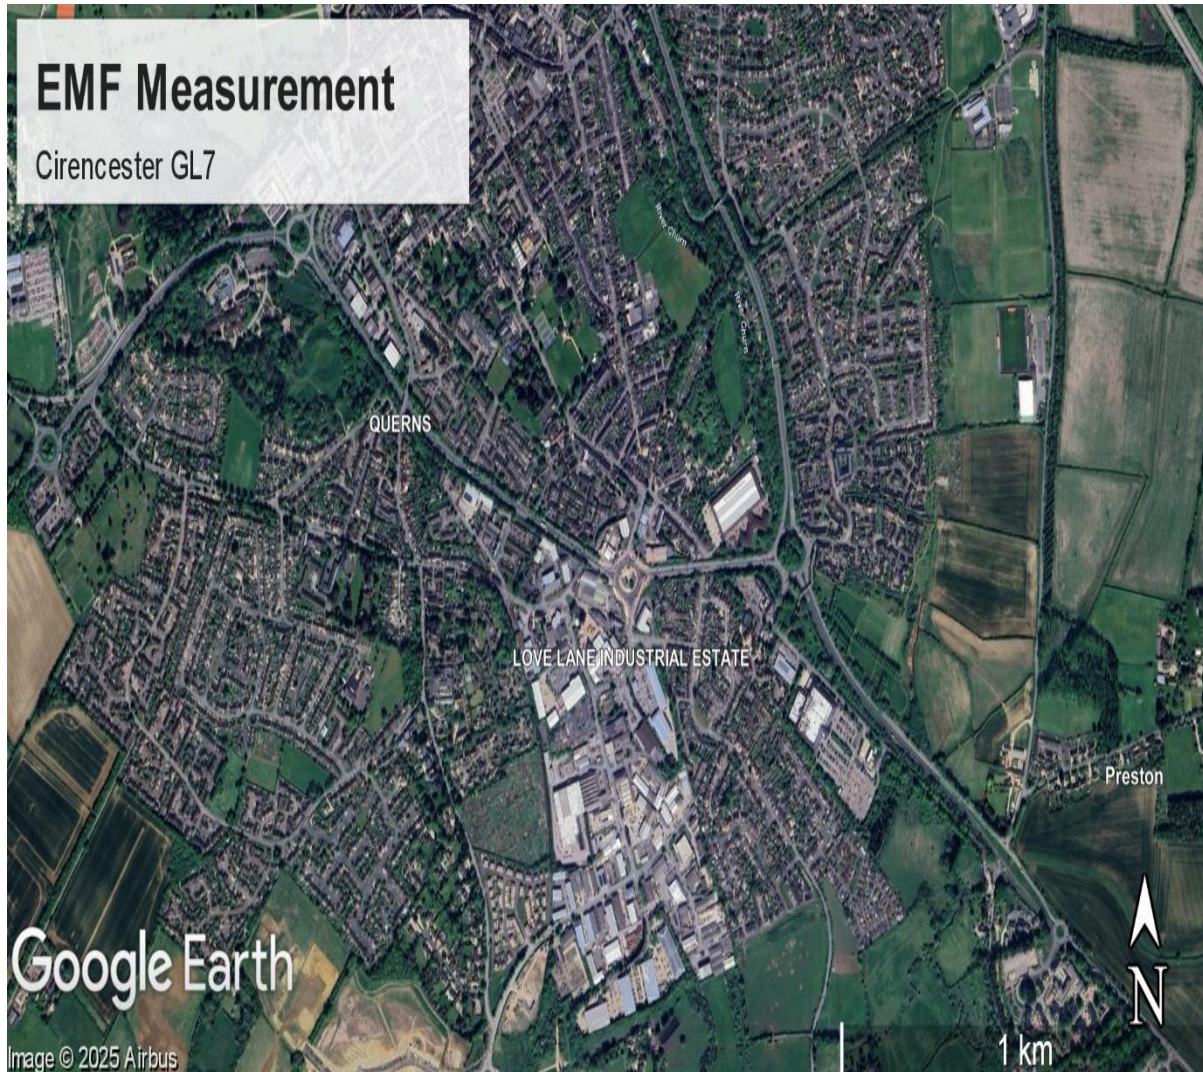 EMF Measurement
Cirencester GL7
River Churn
River Churn
QUERNS
LOVE LANE INDUSTRIAL ESTATE
Preston
Google Earth
N
Image © 2025 Airbus
1 km